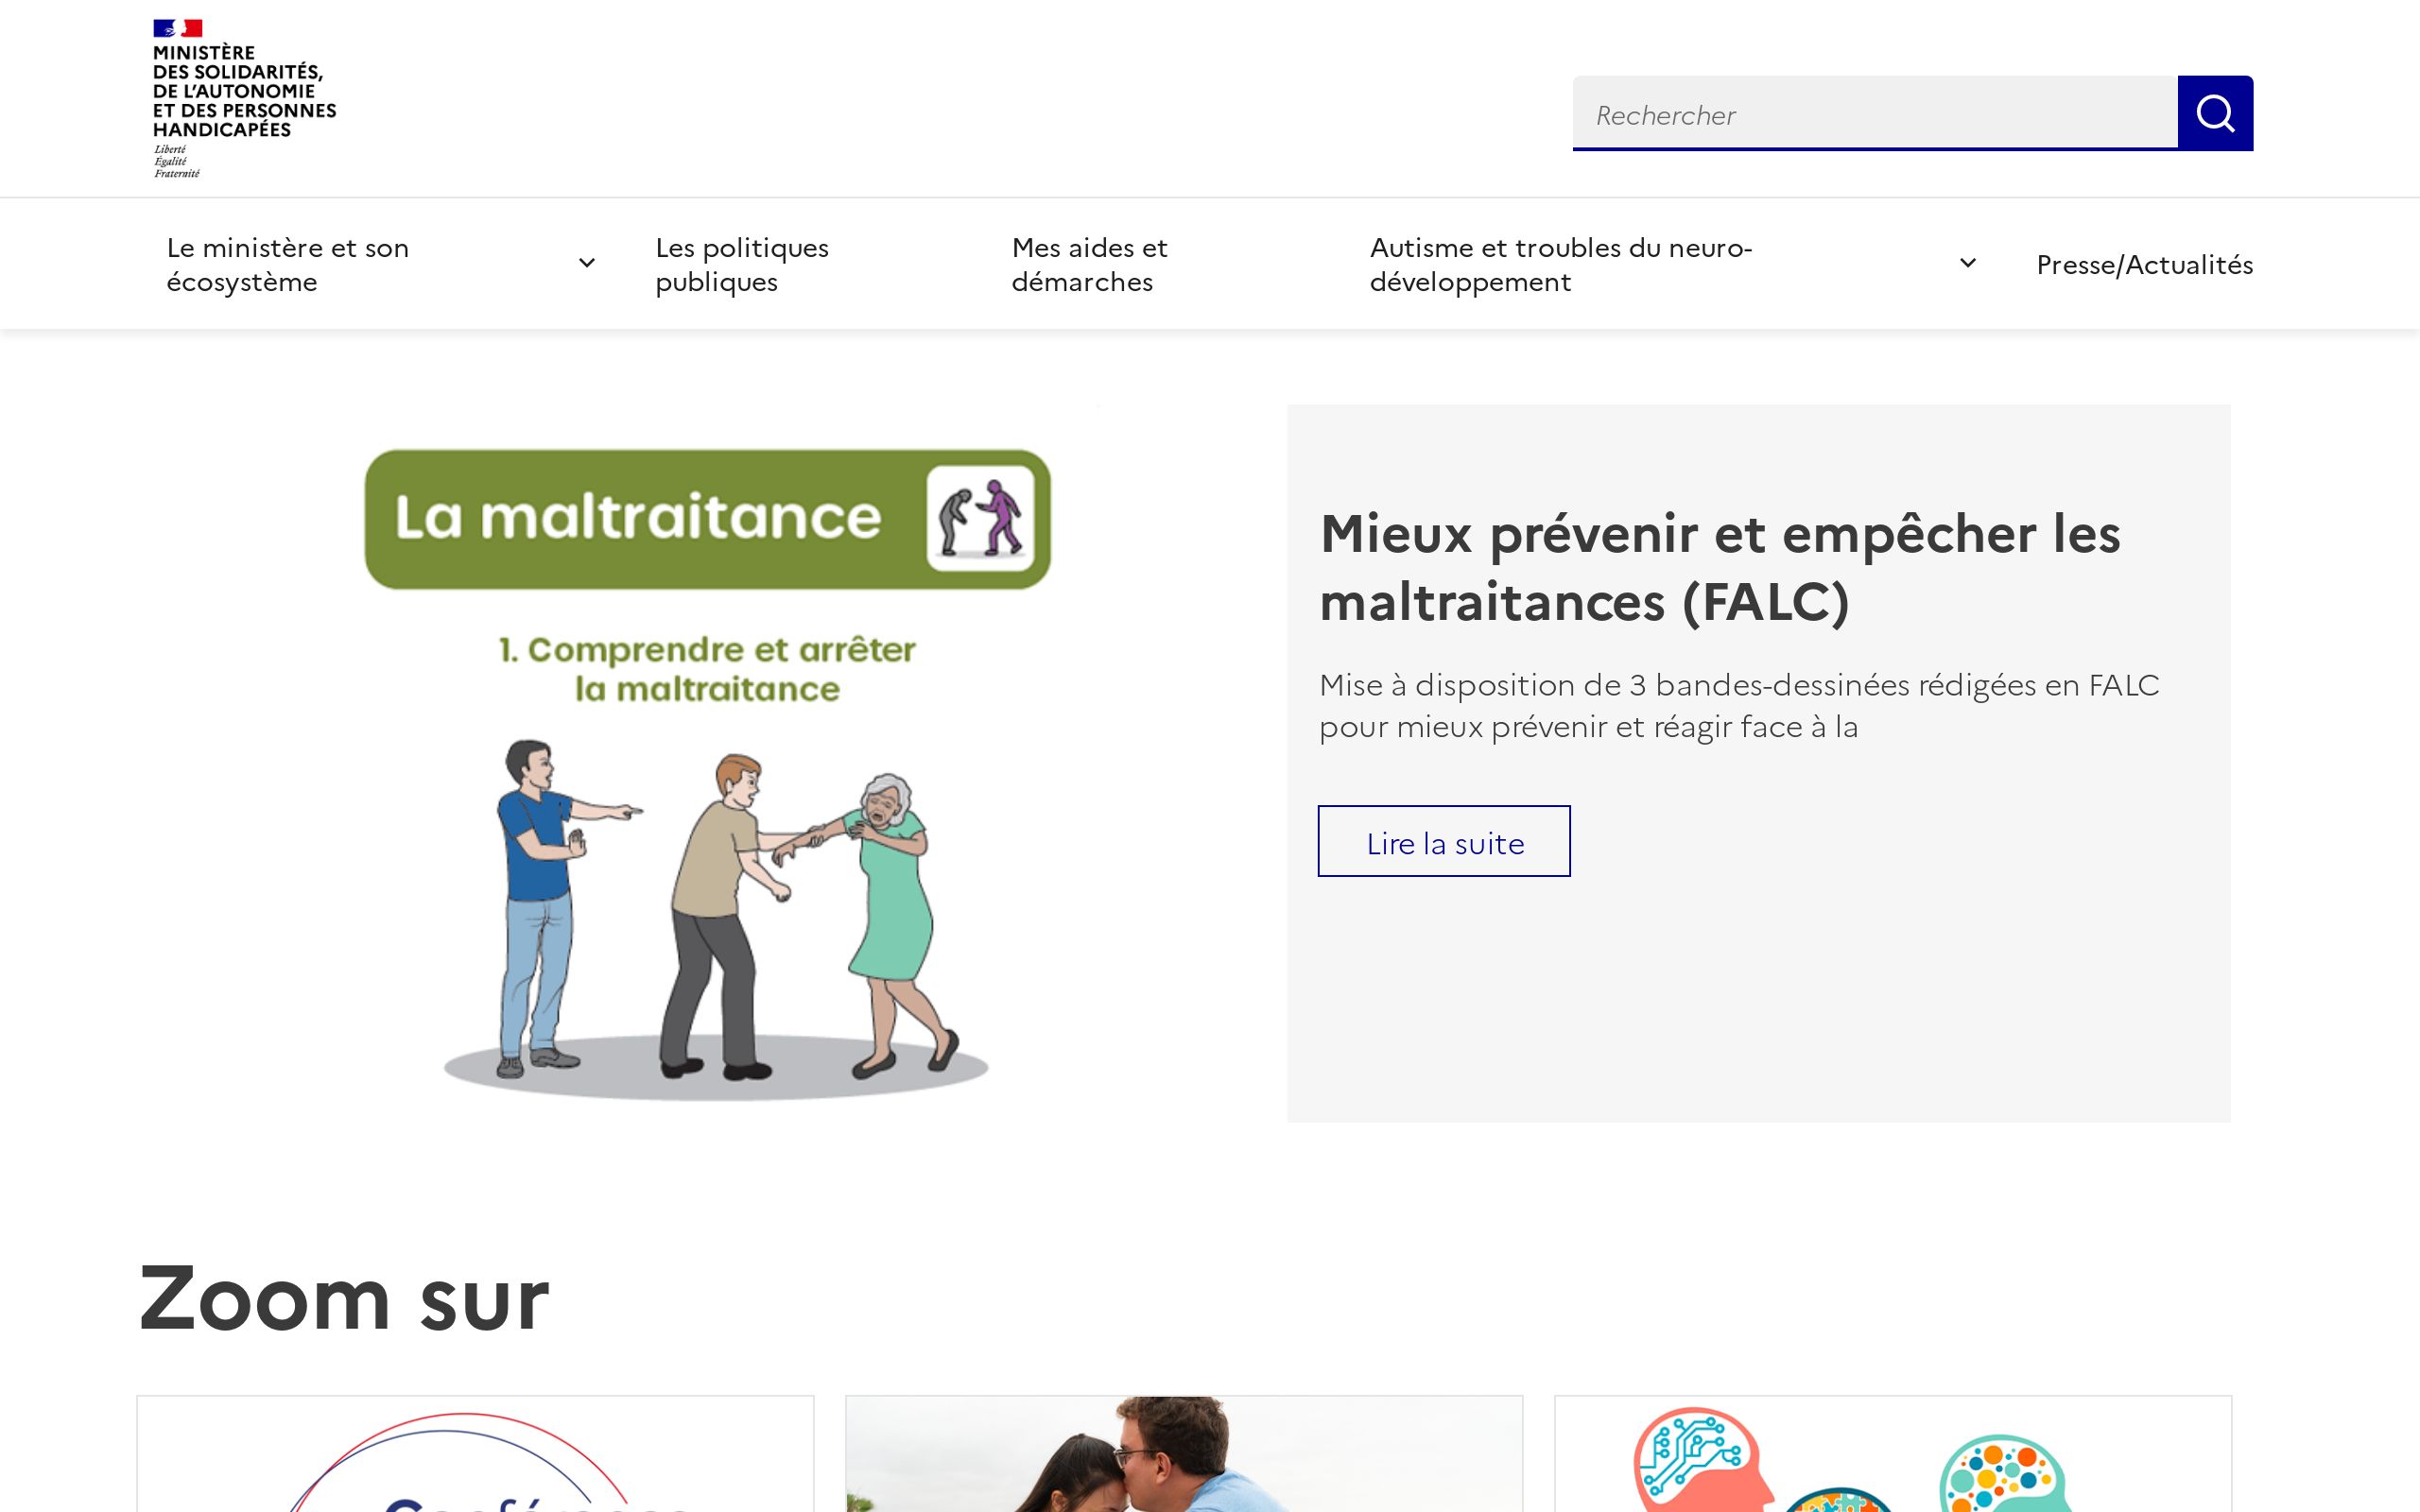 MINISTÈRE
DES SOLIDARITÉS,
DE L'AUTONOMIE
ET DES PERSONNES
HANDICAPÉES
Liberté
Égalité
Fraternité
Rechercher
Le ministère et son
écosystème
Les politiques
publiques
Mes aides et
démarches
Autisme et troubles du neuro-
développement
Presse/Actualités
La maltraitance
1. Comprendre et arrêter
la maltraitance
Mieux prévenir et empêcher les
maltraitances (FALC)
Mise à disposition de 3 bandes-dessinées rédigées en FALC
pour mieux prévenir et réagir face à la
Lire la suite
Zoom sur